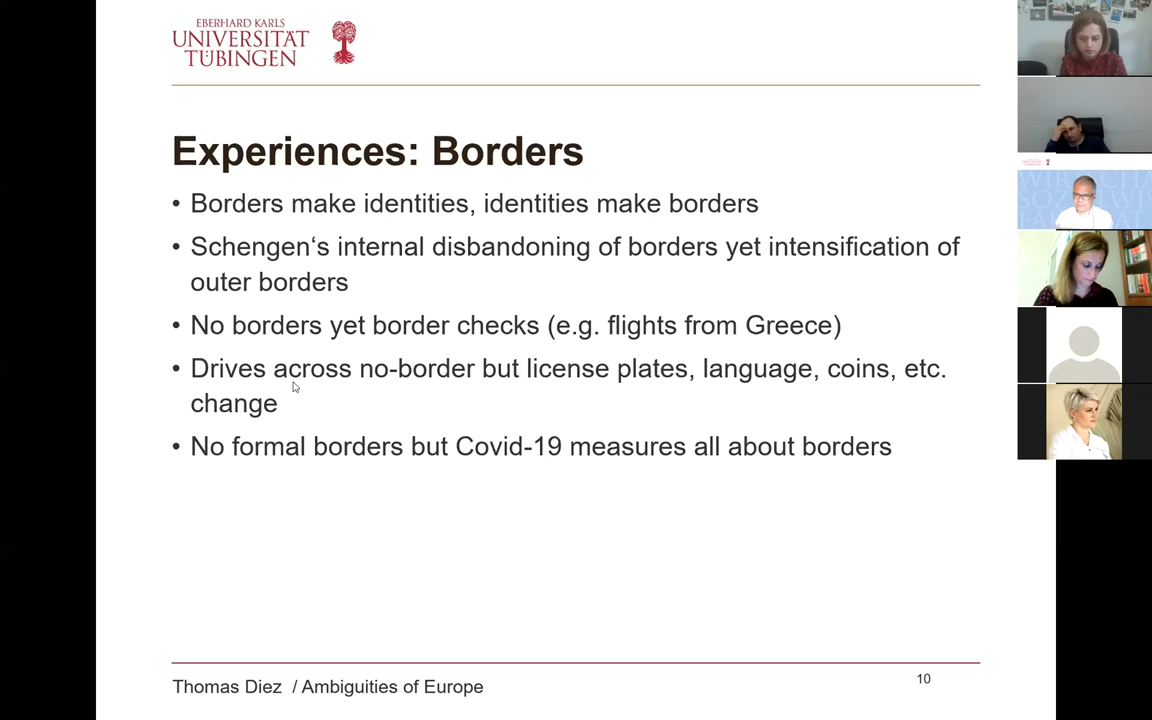 EBERHARD KARLS
UNIVERSITÄT
TÜBINGEN
Experiences: Borders
• Borders make identities, identities make borders
• Schengen‘s internal disbandoning of borders yet intensification of
outer borders
• No borders yet border checks (e.g. flights from Greece)
• Drives across no-border but license plates, language, coins, etc.
change
• No formal borders but Covid-19 measures all about borders
Thomas Diez / Ambiguities of Europe
10